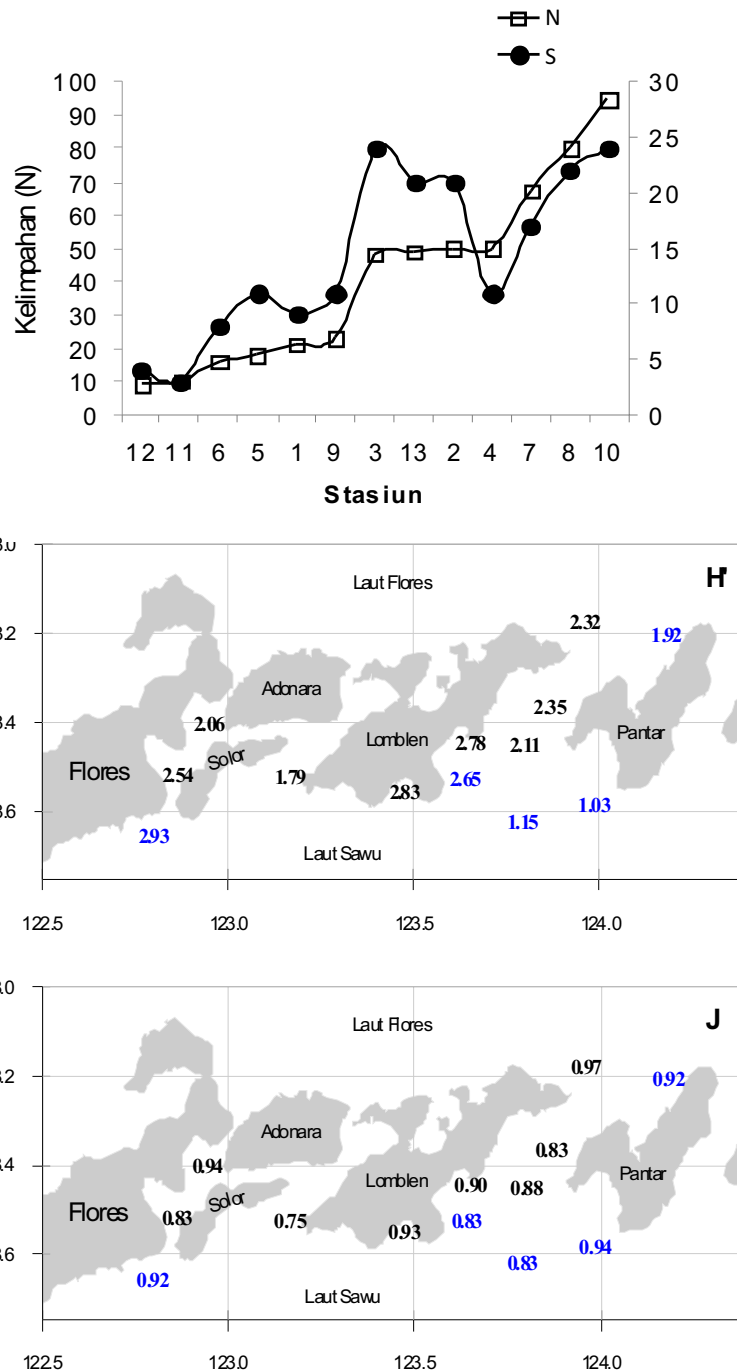 N
S
100 30
90
80 25
70 20
60
50 15
40
30 10
20 5
10
0 0
Kelimpahan (N)
12 11 6 5 1 9 3 13 2 4 7 8 10
Stasiun
H'
Laut Flores
2.32
1.92
Adonara
2.35
2.06
Lomblen 2.78 2.11 Pantar
Solor
Flores 2.54 1.79 2.65
2.83
1.03
1.15
2.93
Laut Sawu
122.5 123.0 123.5 124.0
J
Laut Flores
0.97
0.92
Adonara
0.83
0.94
Lomblen 0.90 0.88 Pantar
Solor
Flores 0.83 0.75 0.83
0.93
0.94
0.83
0.92
Laut Sawu
122.5 123.0 123.5 124.0